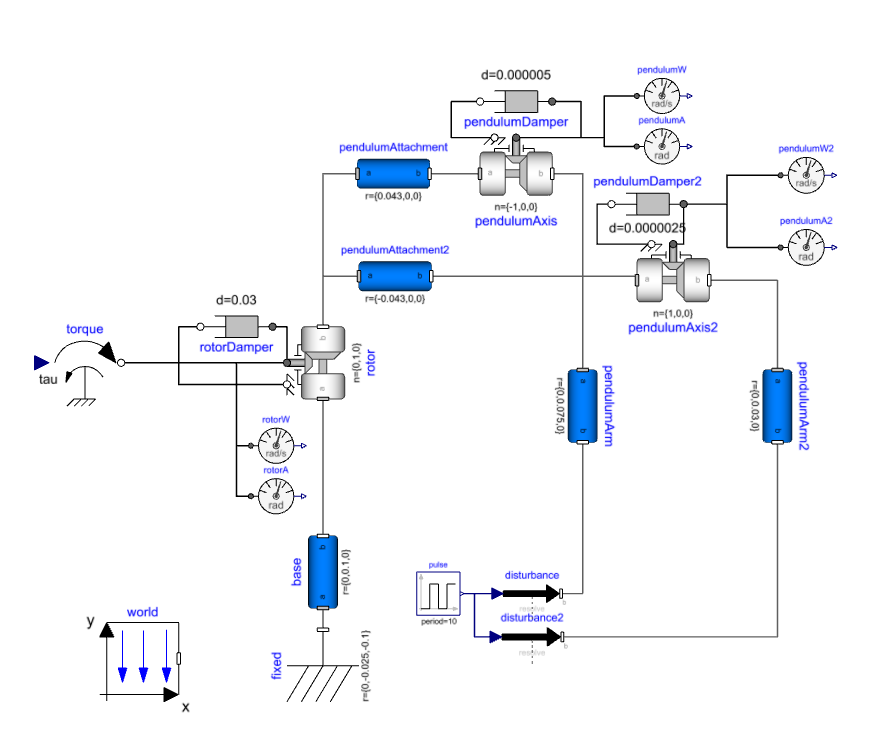 d=0.000005
pendulumDamper
pendulumW
rad/s
pendulumA
rad
pendulumAttachment
a
b
r={0.043,0,0}
a
b
n={-1,0,0}
pendulumAxis
pendulumDamper2
d=0.0000025
pendulumW2
rad/s
pendulumA2
rad
pendulumAttachment2
a
b
r={-0.043,0,0}
a
b
n={1,0,0}
pendulumAxis2
d=0.03
rotorDamper
torque
tau
b
a
n={0,1,0}
rotor
rotorW
rad/s
rotorA
rad
a
b
r={0,0.075,0}
pendulumArm
a
b
r={0,0.03,0}
pendulumArm2
base
b
a
r={0,0.1,0}
pulse
period=10
disturbance
b
resolve
disturbance2
b
resolve
world
y
x
fixed
r={0,-0.025,-0.1}